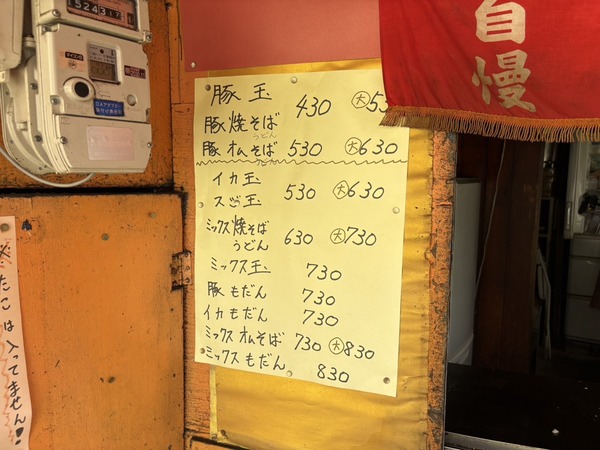 豚玉 430 大53
豚焼そば
うどん
豚オムそば 530 大630
うどん
イカ玉
スジ玉 530 大630
ミックス焼そば
うどん 630 大730
ミックス玉 730
豚もだん 730
イカもだん 730
ミックスオムそば 730 大830
ミックスもだん 830
自慢
たこは入ってません